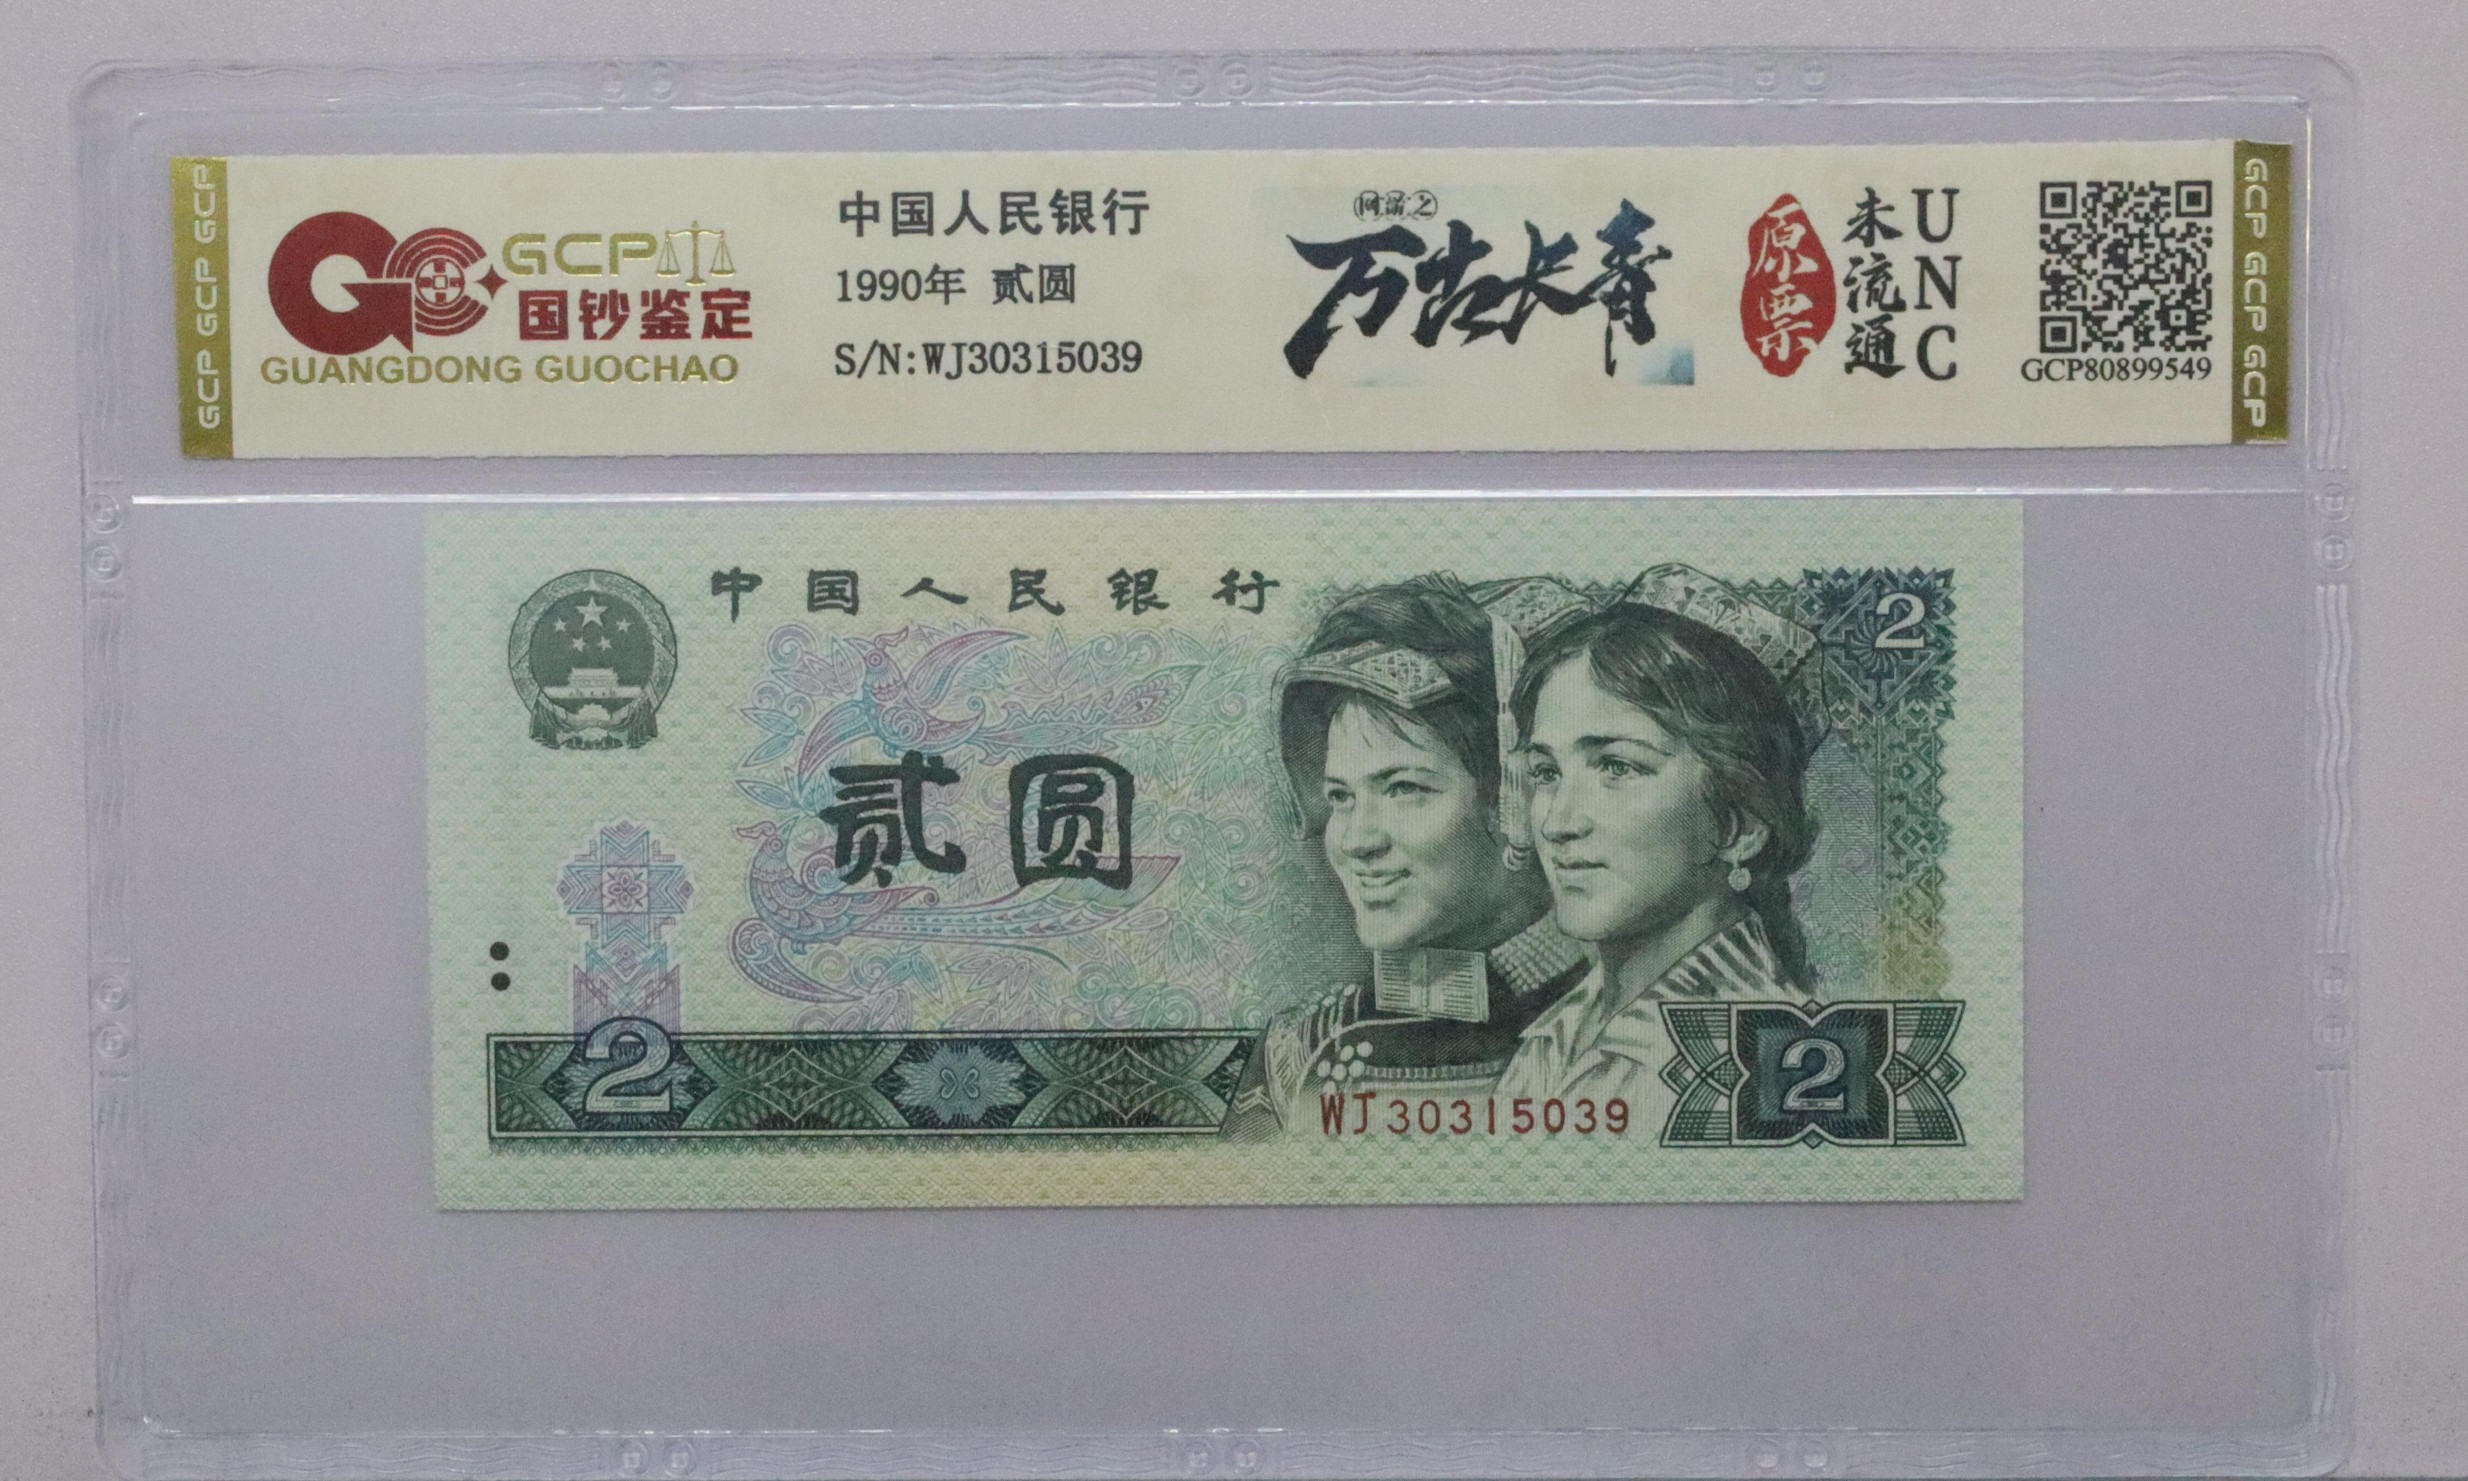 GCP GCP GCP
GCP
国钞鉴定
GUANGDONG GUOCHAO
中国人民银行
1990年 贰圆
S/N:WJ30315039
万古长青
原票
未流通
UNC
GCP80899549
GCP GCP GCP
中国人民银行
2
贰圆
2
2
WJ30315039